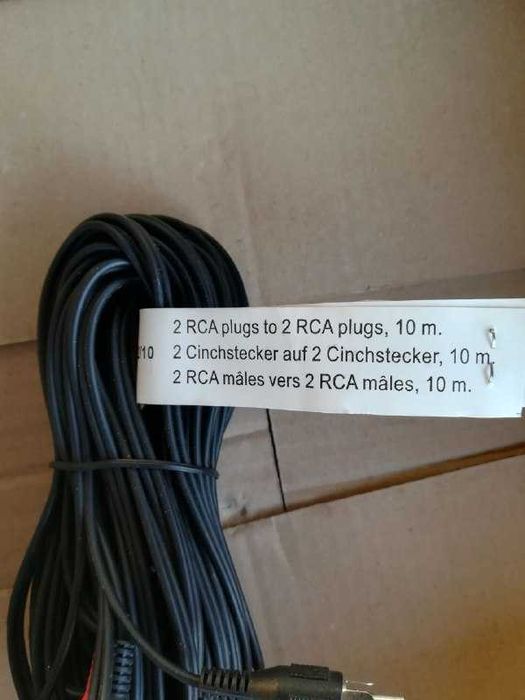 2 RCA plugs to 2 RCA plugs, 10 m.
/10 2 Cinchstecker auf 2 Cinchstecker, 10 m.
2 RCA mâles vers 2 RCA mâles, 10 m.